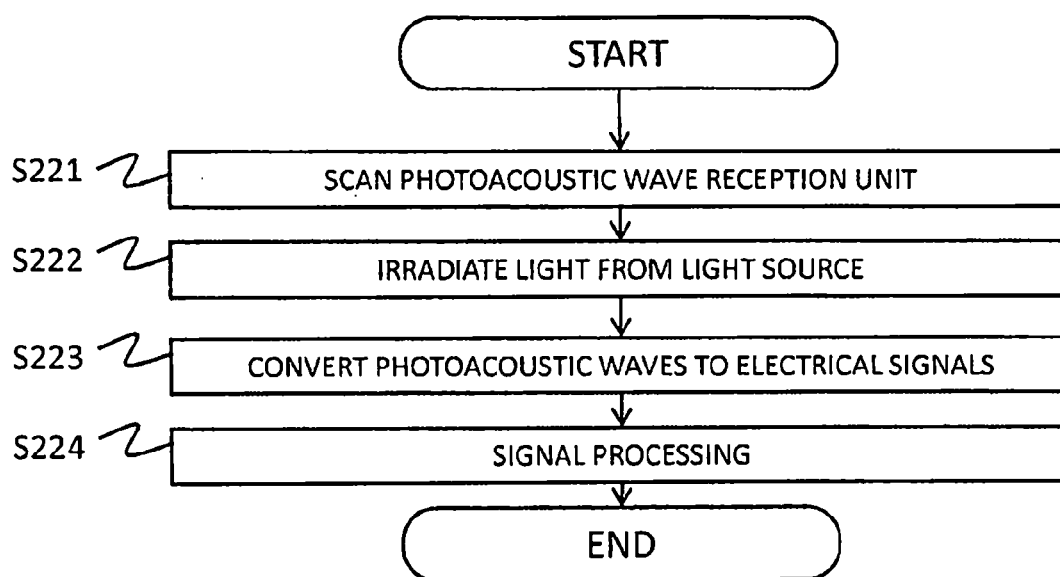 START
S221 SCAN PHOTOACOUSTIC WAVE RECEPTION UNIT
S222 IRRADIATE LIGHT FROM LIGHT SOURCE
S223 CONVERT PHOTOACOUSTIC WAVES TO ELECTRICAL SIGNALS
S224 SIGNAL PROCESSING
END